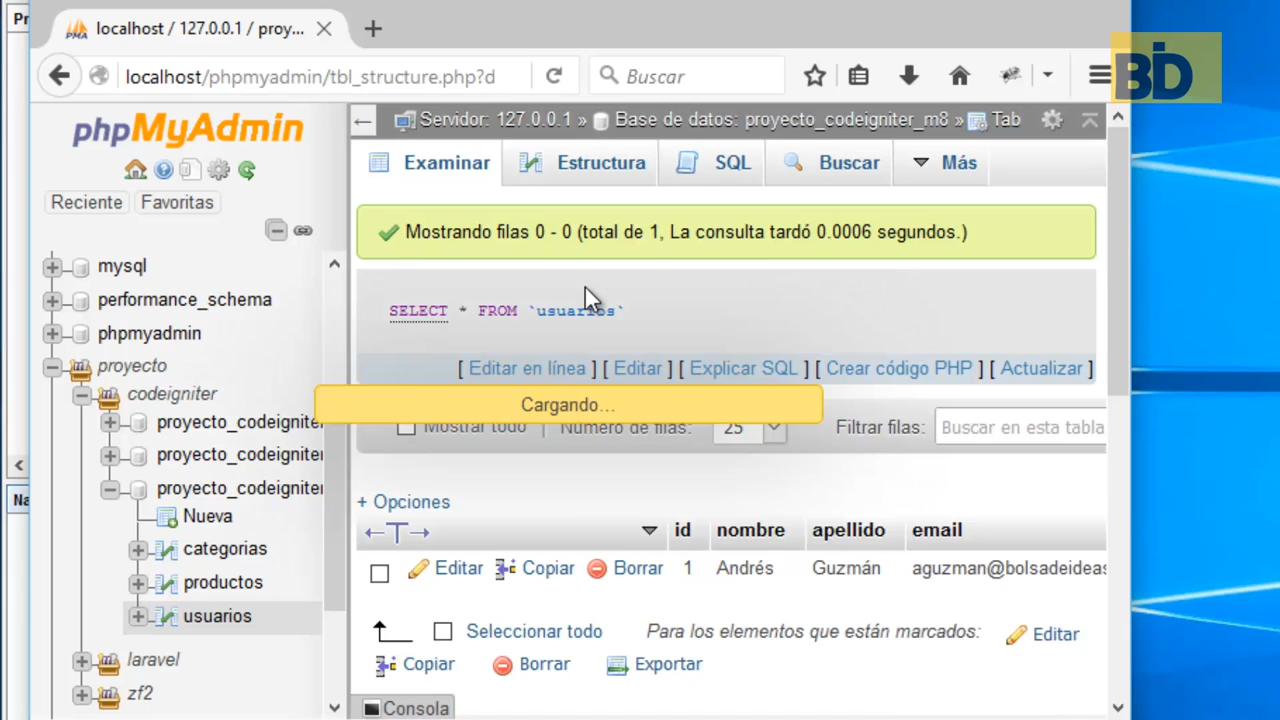 Pr
localhost / 127.0.0.1 / proy...
BID
localhost/phpmyadmin/tbl_structure.php?d
Buscar
phpMyAdmin
Reciente
Favoritas
mysql
performance_schema
phpmyadmin
proyecto
codeigniter
proyecto_codeigniter
proyecto_codeigniter
proyecto_codeigniter
Nueva
categorias
productos
usuarios
laravel
zf2
Na
Servidor: 127.0.0.1 » Base de datos: proyecto_codeigniter_m8 » Tab
Examinar Estructura SQL Buscar Más
Mostrando filas 0 - 0 (total de 1, La consulta tardó 0.0006 segundos.)
SELECT * FROM `usuarios`
[ Editar en línea ] [ Editar ] [ Explicar SQL ] [ Crear código PHP ] [ Actualizar ]
Cargando...
Mostrar todo | Número de filas: 25 Filtrar filas: Buscar en esta tabla
+ Opciones
←T→ id nombre apellido email
Editar Copiar Borrar 1 Andrés Guzmán aguzman@bolsadeideas
Seleccionar todo Para los elementos que están marcados: Editar
Copiar Borrar Exportar
Consola